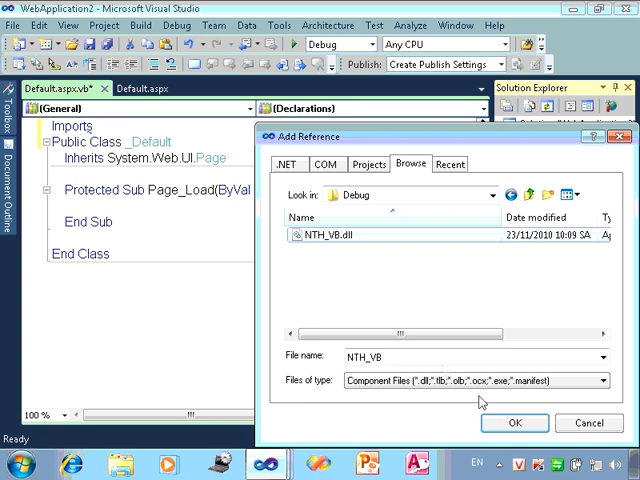 WebApplication2 - Microsoft Visual Studio
File Edit View Project Build Debug Team Data Tools Architecture Test Analyze Window Help
Debug Any CPU
Publish: Create Publish Settings
Default.aspx.vb* Default.aspx
Solution Explorer
(General) (Declarations)
Toolbox
Document Outline
Imports
Public Class _Default
Inherits System.Web.UI.Page
Protected Sub Page_Load(ByVal
End Sub
End Class
100 %
Add Reference
.NET COM Projects Browse Recent
Look in: Debug
Name Date modified Ty
NTH_VB.dll 23/11/2010 10:09 SA Ap
File name: NTH_VB
Files of type: Component Files (*.dll;*.tlb;*.olb;*.ocx;*.exe;*.manifest)
OK Cancel
Ready
EN